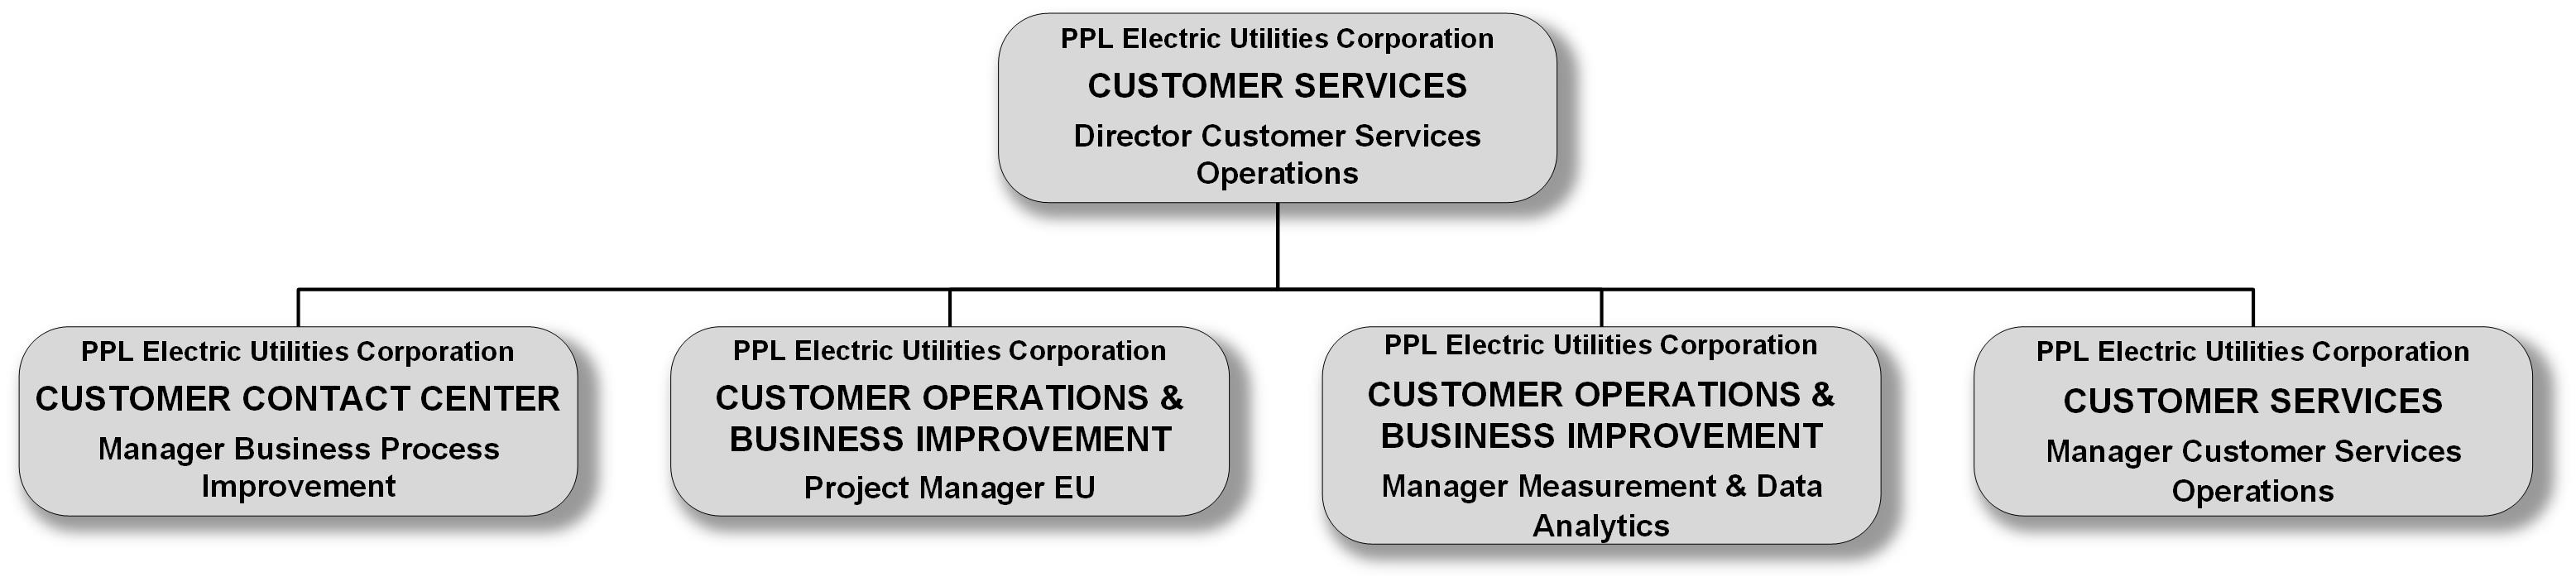 PPL Electric Utilities Corporation
CUSTOMER SERVICES
Director Customer Services
Operations
PPL Electric Utilities Corporation
CUSTOMER CONTACT CENTER
Manager Business Process
Improvement
PPL Electric Utilities Corporation
CUSTOMER OPERATIONS &
BUSINESS IMPROVEMENT
Project Manager EU
PPL Electric Utilities Corporation
CUSTOMER OPERATIONS &
BUSINESS IMPROVEMENT
Manager Measurement & Data
Analytics
PPL Electric Utilities Corporation
CUSTOMER SERVICES
Manager Customer Services
Operations